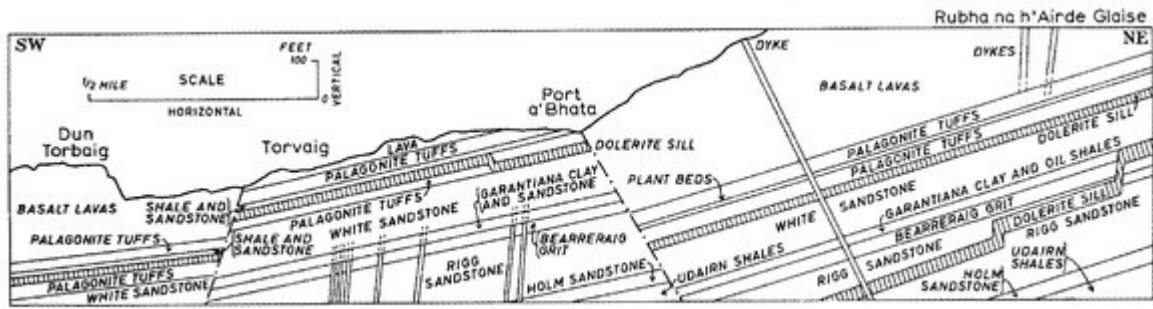 Rubha na h'Airde Glaise
SW
FEET
100
VERTICAL
0
½ MILE
SCALE
HORIZONTAL
DYKE
DYKES
NE
Port
a'Bhata
BASALT LAVAS
Dun
Torbaig
Torvaig
LAVA
PALAGONITE TUFFS
DOLERITE SILL
PALAGONITE TUFFS
PALAGONITE TUFFS
DOLERITE SILL
BASALT LAVAS
SHALE AND
SANDSTONE
PALAGONITE TUFFS
WHITE SANDSTONE
GARANTIANA CLAY
AND SANDSTONE
PLANT BEDS
WHITE
SANDSTONE
GARANTIANA CLAY AND OIL SHALES
PALAGONITE TUFFS
SHALE AND
SANDSTONE
BEARRERAIG
GRIT
BEARRERAIG GRIT
DOLERITE SILL
RIGG SANDSTONE
PALAGONITE TUFFS
WHITE SANDSTONE
RIGG
SANDSTONE
HOLM SANDSTONE
UDAIRN SHALES
RIGG
SANDSTONE
HOLM
SANDSTONE
UDAIRN
SHALES